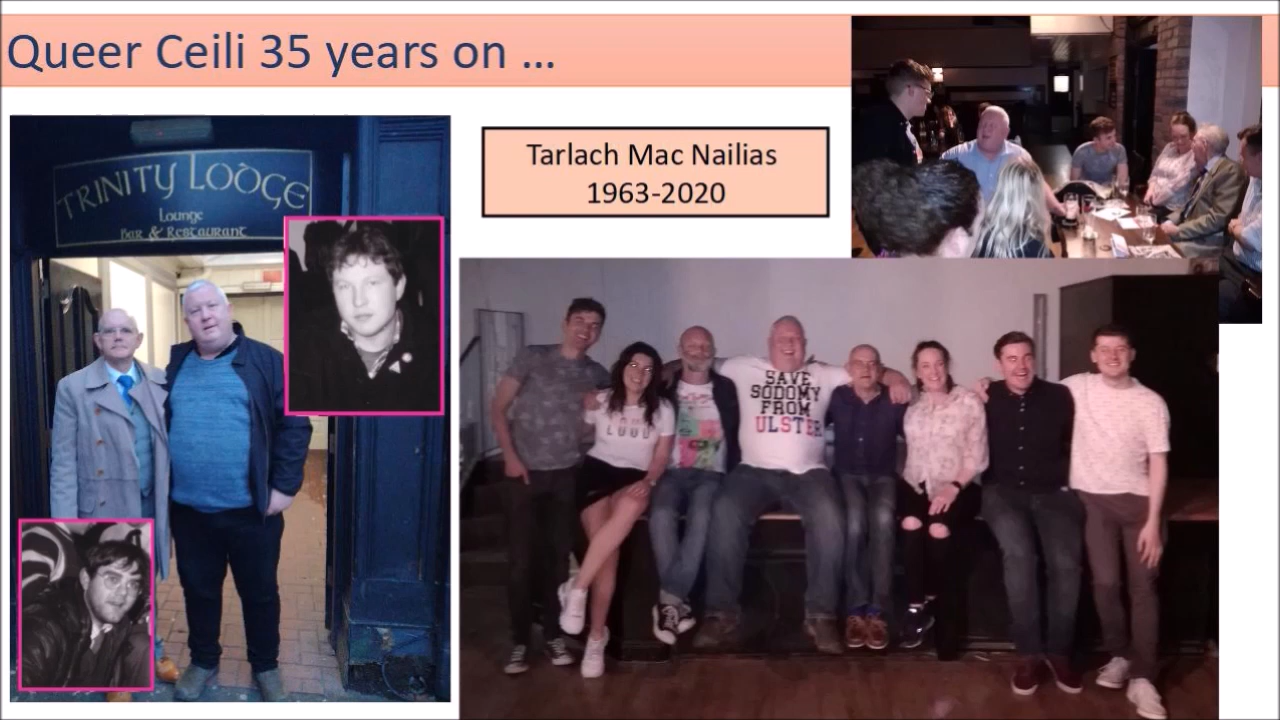 Queer Ceili 35 years on ...
Tarlach Mac Nailias
1963-2020
TRINITY LODGE
Lounge
Bar & Restaurant
SAVE
SODOMY
FROM
ULSTER